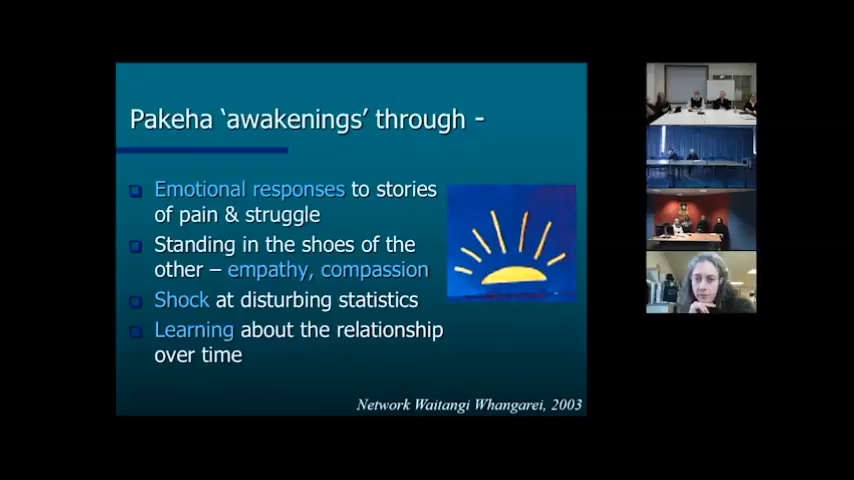 Pakeha ‘awakenings’ through -
Emotional responses to stories
of pain & struggle
Standing in the shoes of the
other – empathy, compassion
Shock at disturbing statistics
Learning about the relationship
over time
Network Waitangi Whangarei, 2003